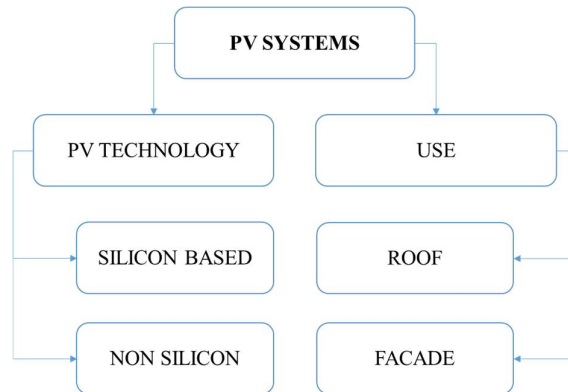 PV SYSTEMS
PV TECHNOLOGY
USE
SILICON BASED
ROOF
NON SILICON
FACADE